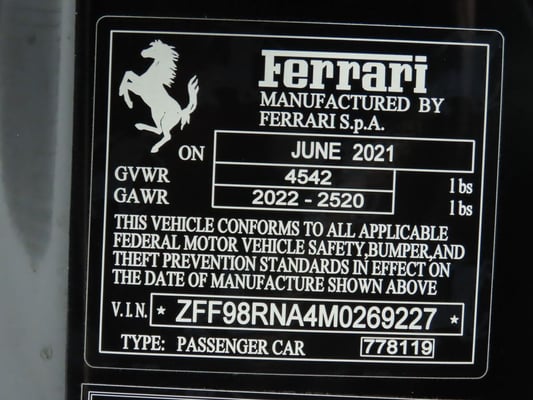 Ferrari
MANUFACTURED BY
FERRARI S.p.A.
ON JUNE 2021
GVWR 4542 lbs
GAWR 2022 - 2520 lbs
THIS VEHICLE CONFORMS TO ALL APPLICABLE
FEDERAL MOTOR VEHICLE SAFETY,BUMPER,AND
THEFT PREVENTION STANDARDS IN EFFECT ON
THE DATE OF MANUFACTURE SHOWN ABOVE
V.I.N. * ZFF98RNA4M0269227 *
TYPE: PASSENGER CAR 778119